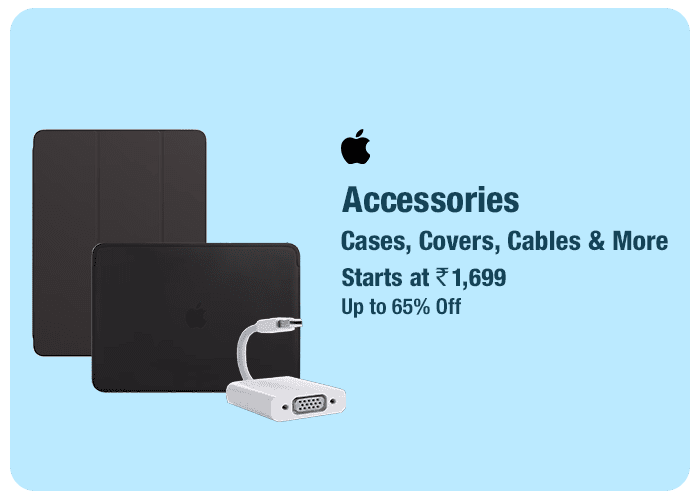 Accessories
Cases, Covers, Cables & More
Starts at ₹1,699
Up to 65% Off